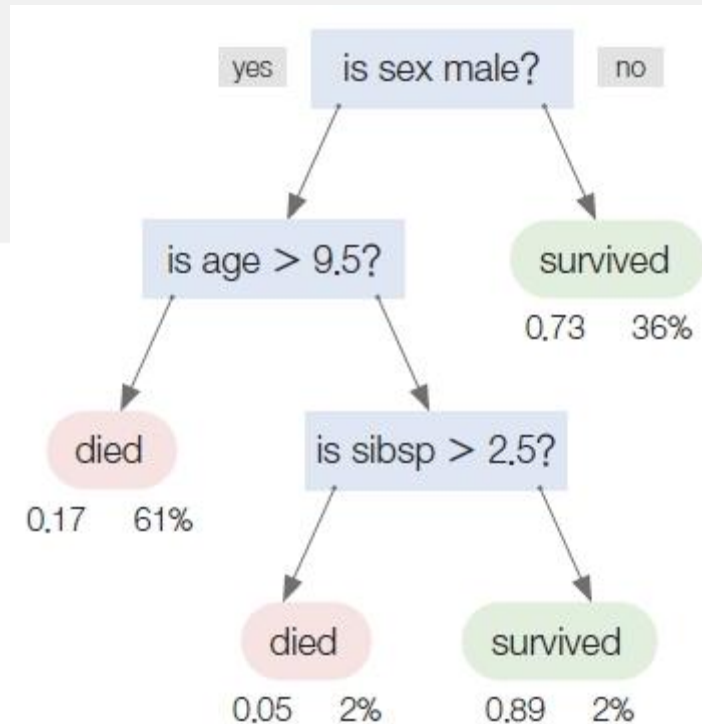 yes
is sex male?
no
is age > 9.5?
survived
0.73 36%
died
0.17 61%
is sibsp > 2.5?
died
0.05 2%
survived
0.89 2%